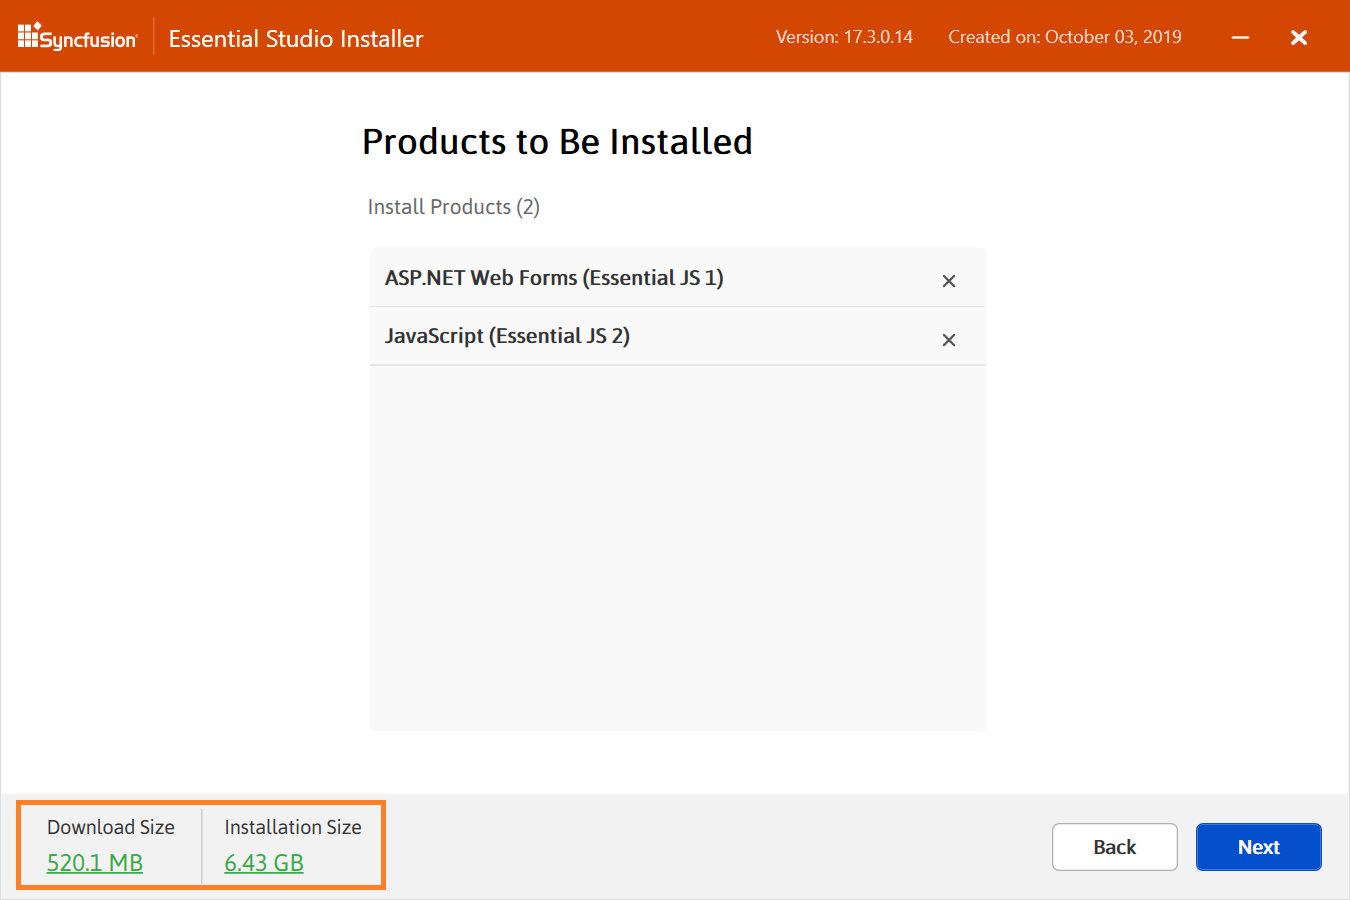 Syncfusion
Essential Studio Installer
Version: 17.3.0.14
Created on: October 03, 2019
Products to Be Installed
Install Products (2)
ASP.NET Web Forms (Essential JS 1)
JavaScript (Essential JS 2)
Download Size
520.1 MB
Installation Size
6.43 GB
Back
Next